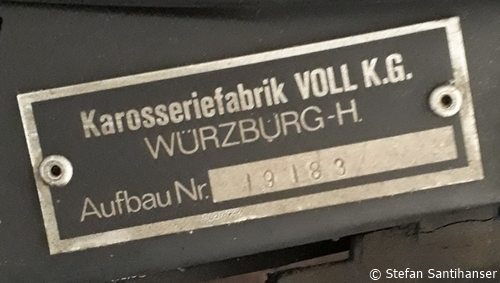 Karosseriefabrik VOLL K.G.
WÜRZBURG-H.
Aufbau Nr. 19183
© Stefan Santihanser